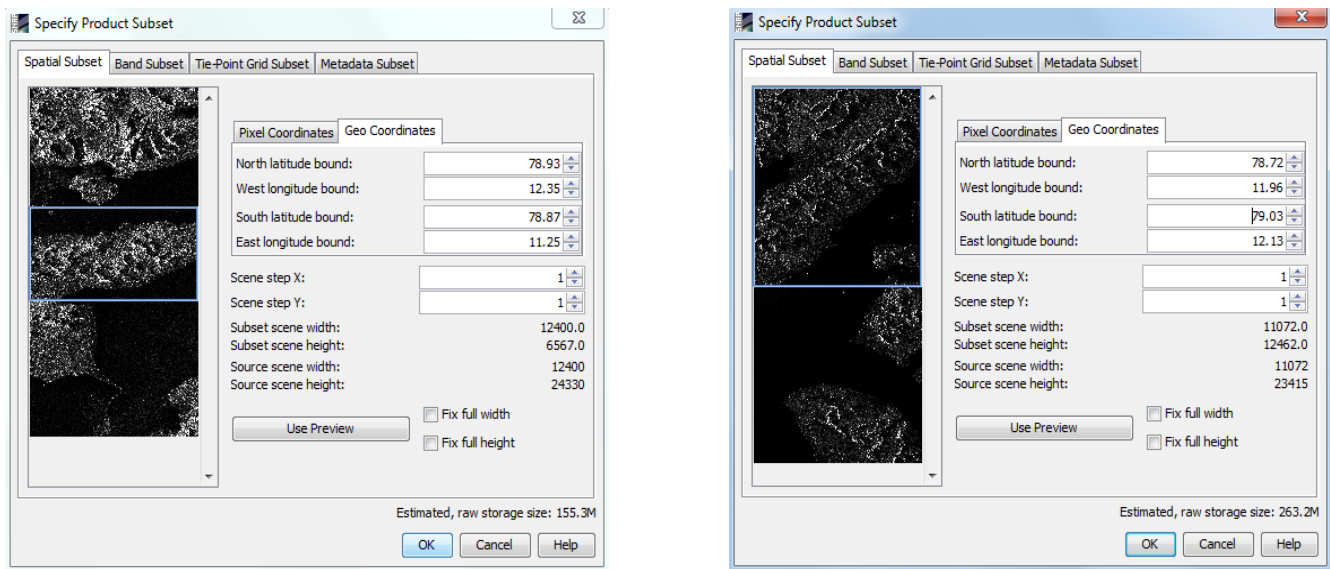 Specify Product Subset
Spatial Subset Band Subset Tie-Point Grid Subset Metadata Subset
Pixel Coordinates Geo Coordinates
North latitude bound: 78.93
West longitude bound: 12.35
South latitude bound: 78.87
East longitude bound: 11.25
Scene step X: 1
Scene step Y: 1
Subset scene width: 12400.0
Subset scene height: 6567.0
Source scene width: 12400
Source scene height: 24330
Use Preview
Fix full width
Fix full height
Estimated, raw storage size: 155.3M
OK Cancel Help
Specify Product Subset
Spatial Subset Band Subset Tie-Point Grid Subset Metadata Subset
Pixel Coordinates Geo Coordinates
North latitude bound: 78.72
West longitude bound: 11.96
South latitude bound: 79.03
East longitude bound: 12.13
Scene step X: 1
Scene step Y: 1
Subset scene width: 11072.0
Subset scene height: 12462.0
Source scene width: 11072
Source scene height: 23415
Use Preview
Fix full width
Fix full height
Estimated, raw storage size: 263.2M
OK Cancel Help